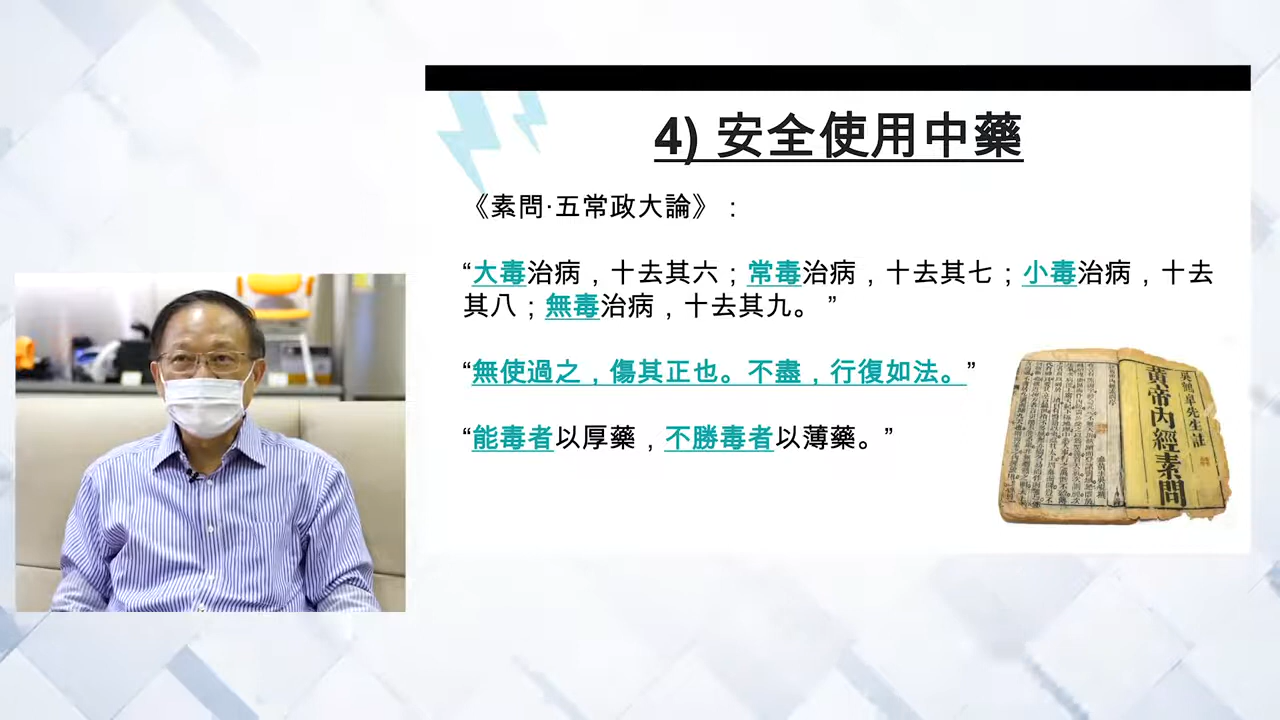 4) 安全使用中藥
《素問·五常政大論》：
“大毒治病，十去其六；常毒治病，十去其七；小毒治病，十去
其八；無毒治病，十去其九。”
“無使過之，傷其正也。不盡，行復如法。”
“能毒者以厚藥，不勝毒者以薄藥。”
黃帝內經素問